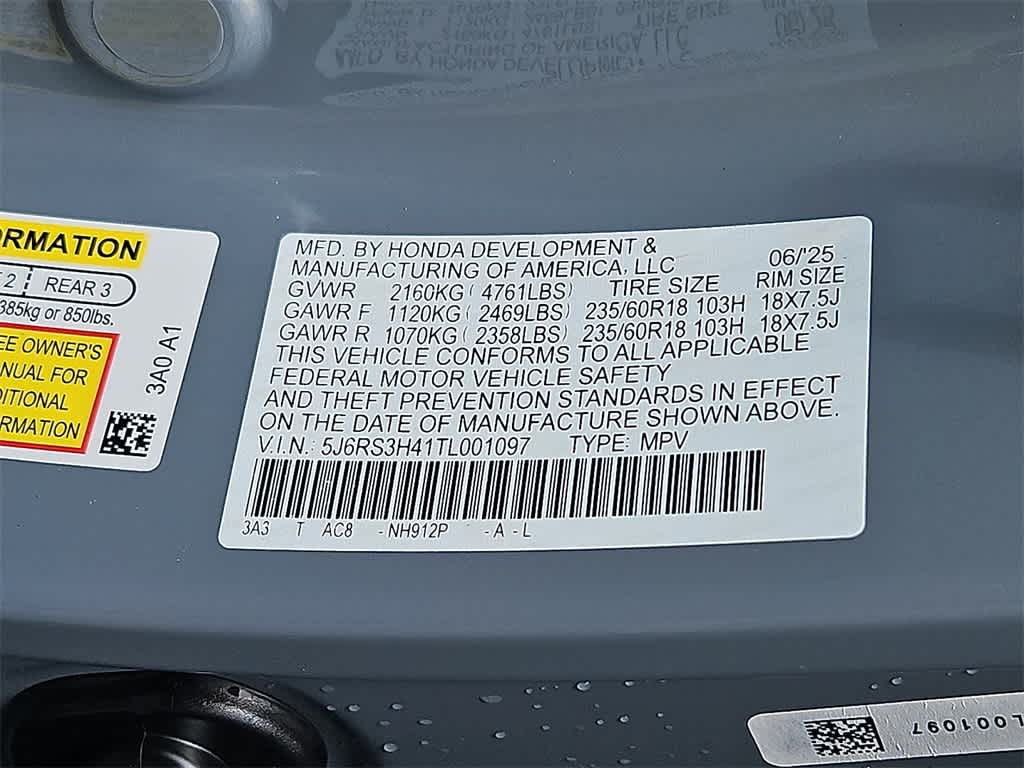 ORMATION
2 REAR 3
385kg or 850lbs.
EE OWNER'S
NUAL FOR
DITIONAL
RMATION
3A0 A1
MFD. BY HONDA DEVELOPMENT &
MANUFACTURING OF AMERICA, LLC 06/'25
GVWR 2160KG ( 4761LBS) TIRE SIZE RIM SIZE
GAWR F 1120KG ( 2469LBS) 235/60R18 103H 18X7.5J
GAWR R 1070KG ( 2358LBS) 235/60R18 103H 18X7.5J
THIS VEHICLE CONFORMS TO ALL APPLICABLE
FEDERAL MOTOR VEHICLE SAFETY
AND THEFT PREVENTION STANDARDS IN EFFECT
ON THE DATE OF MANUFACTURE SHOWN ABOVE.
V.I.N.: 5J6RS3H41TL001097 TYPE: MPV
3A3 T AC8 - NH912P - A - L
L001097